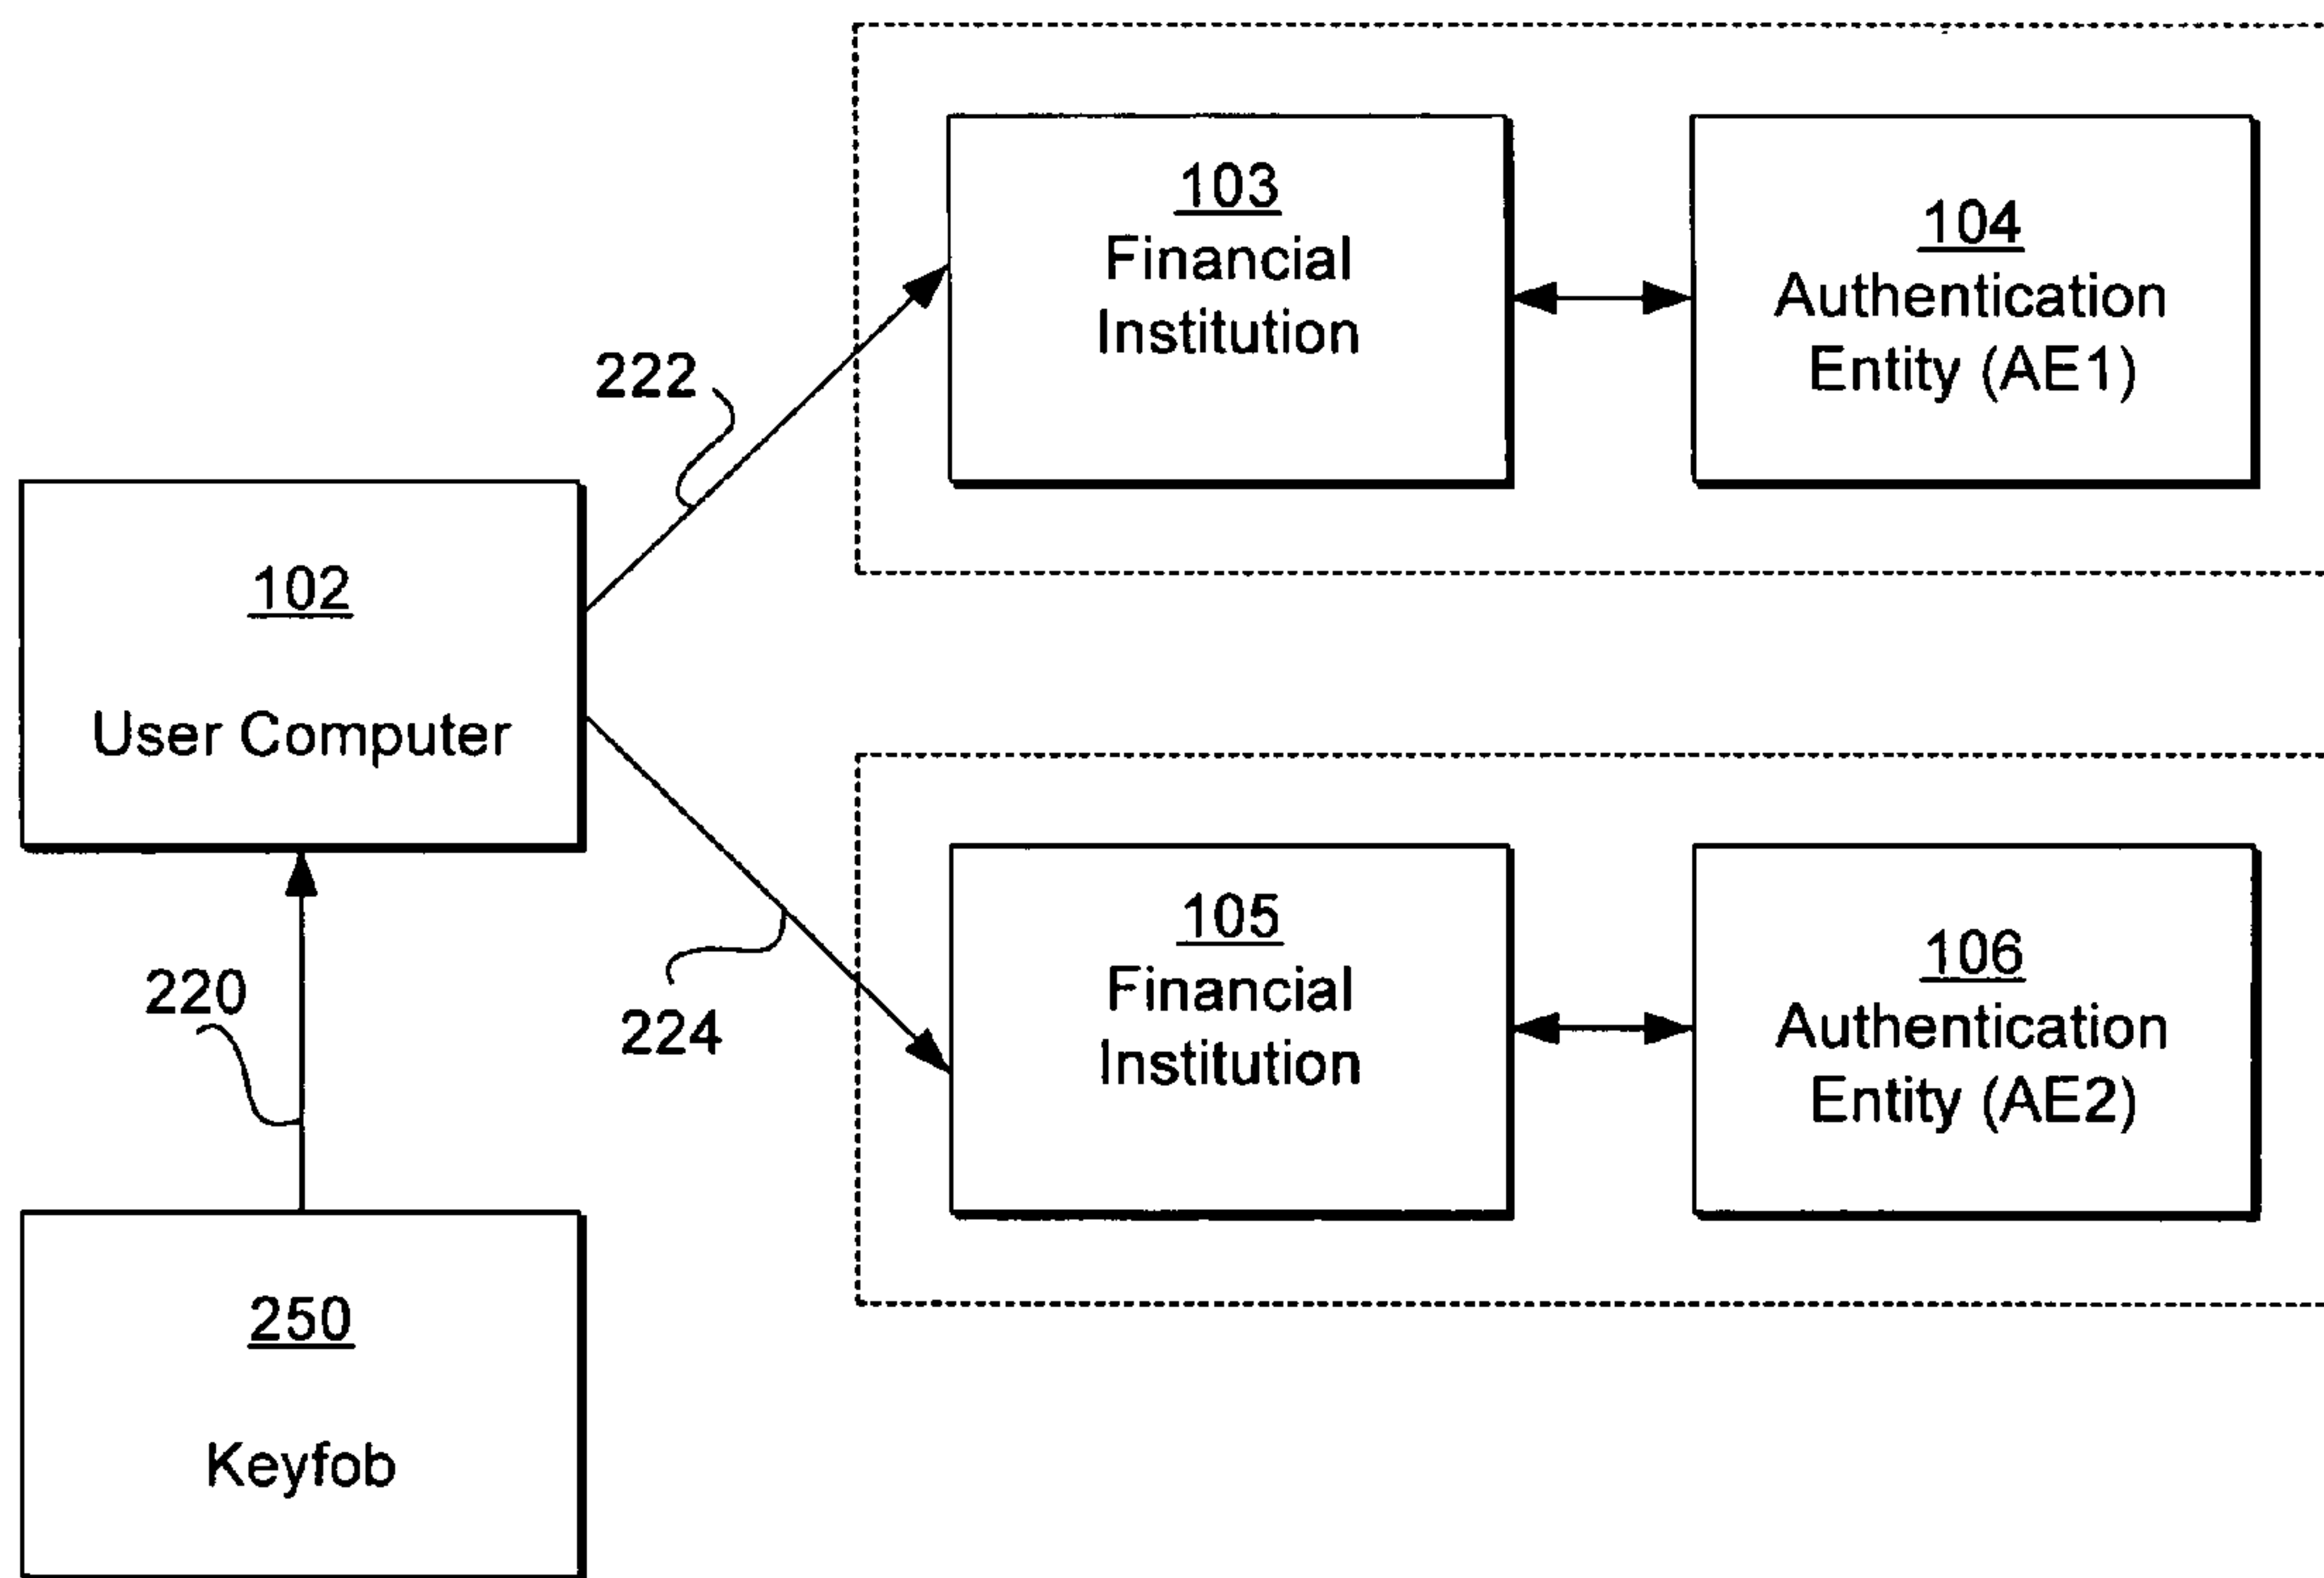 103
Financial
Institution
104
Authentication
Entity (AE1)
222
102
User Computer
105
Financial
Institution
106
Authentication
Entity (AE2)
220
224
250
Keyfob